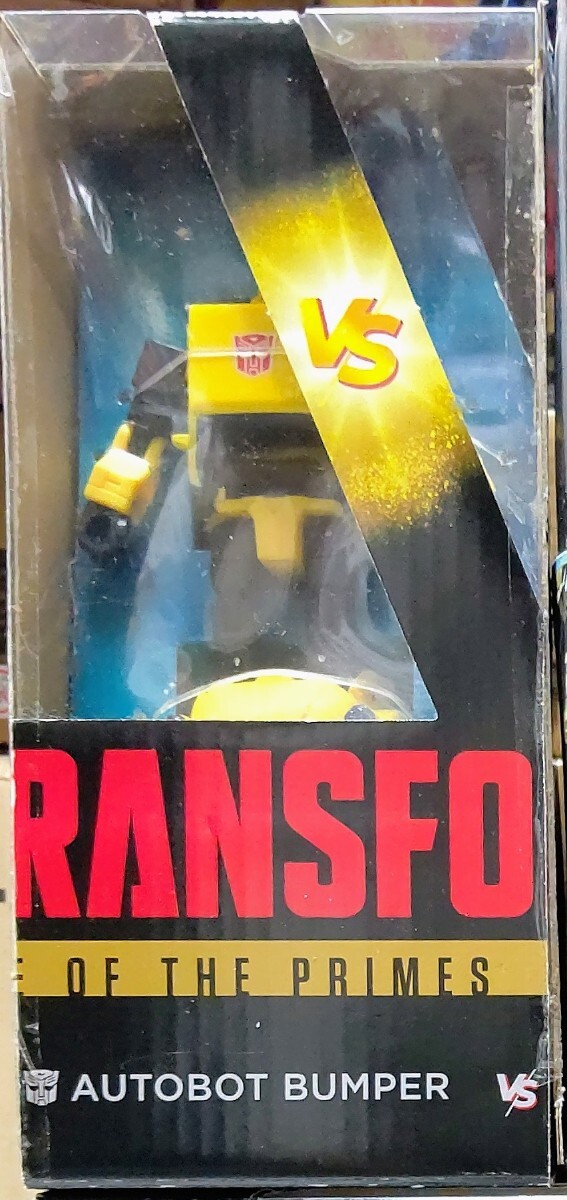 VS
RANSFO
E OF THE PRIMES
AUTOBOT BUMPER VS